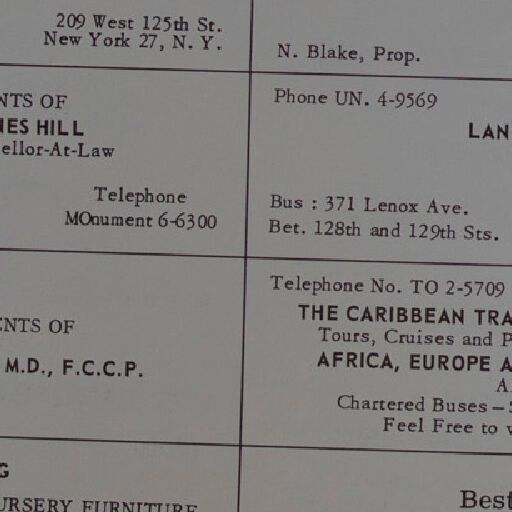 209 West 125th St.
New York 27, N. Y.
N. Blake, Prop.
NTS OF
HILL
ellor-At-Law
Telephone
MOnument 6-6300
Phone UN. 4-9569
LAN
Bus : 371 Lenox Ave.
Bet. 128th and 129th Sts.
NTS OF
M.D., F.C.C.P.
Telephone No. TO 2-5709
THE CARIBBEAN TRA
Tours, Cruises and P
AFRICA, EUROPE A
A
Chartered Buses –
Feel Free to
G
URSERY FURNITURE
Best